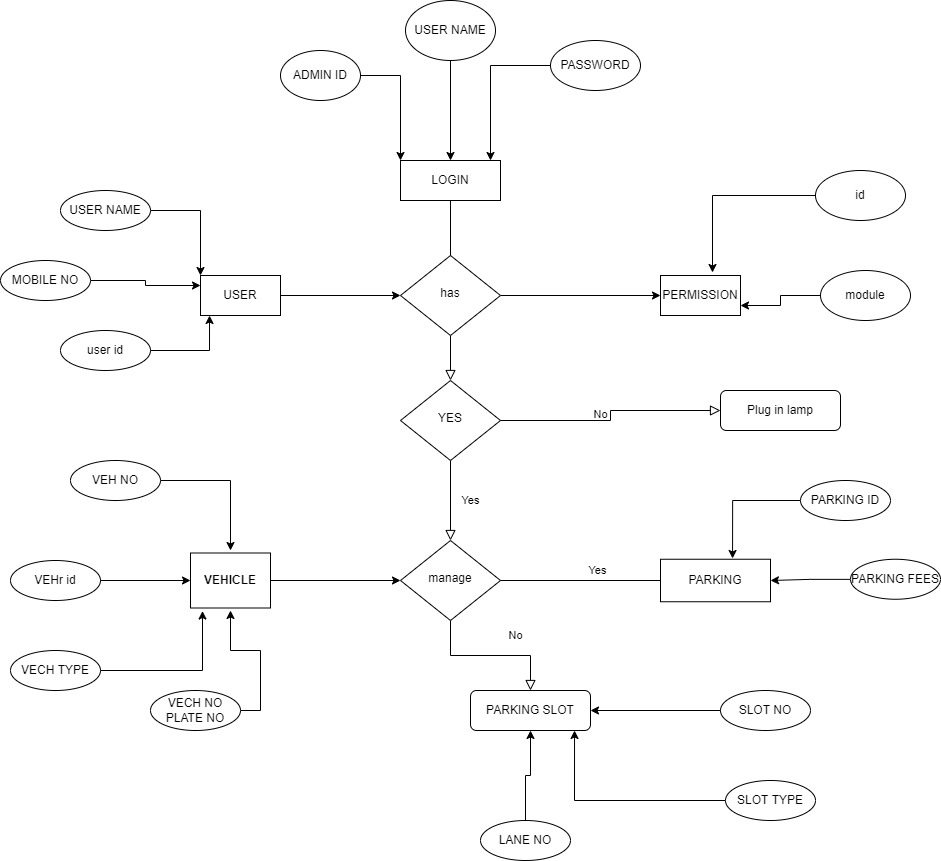 USER NAME
ADMIN ID
PASSWORD
LOGIN
USER NAME
id
MOBILE NO
USER
has
PERMISSION
module
user id
YES
No
Plug in lamp
VEH NO
Yes
PARKING ID
VEHr id
VEHICLE
manage
Yes
PARKING
PARKING FEES
No
VECH TYPE
VECH NO
PLATE NO
PARKING SLOT
SLOT NO
SLOT TYPE
LANE NO